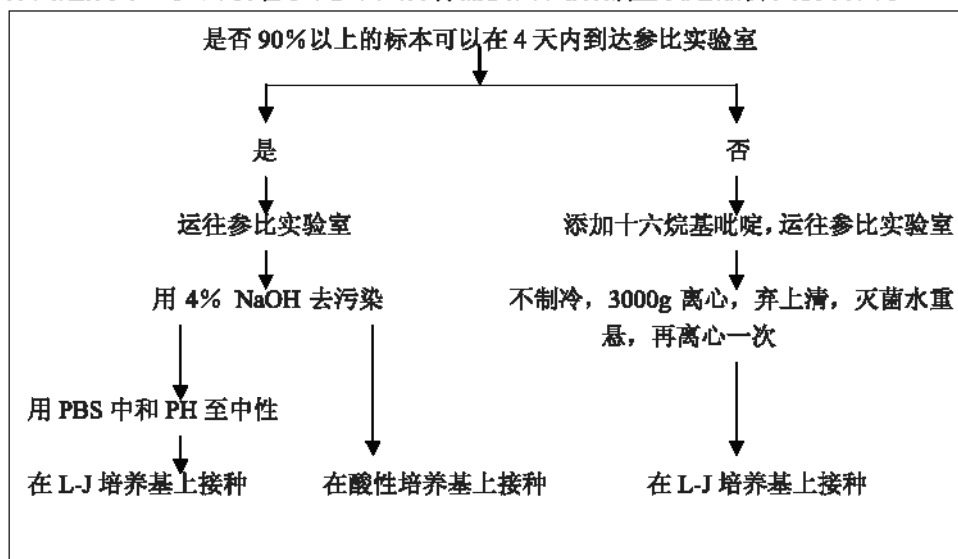 是否 90％以上的标本可以在 4 天内到达参比实验室
是
否
运往参比实验室
添加十六烷基吡啶，运往参比实验室
用 4％ NaOH 去污染
不制冷，3000g 离心，弃上清，灭菌水重
悬，再离心一次
用 PBS 中和 PH 至中性
在 L-J 培养基上接种
在酸性培养基上接种
在 L-J 培养基上接种